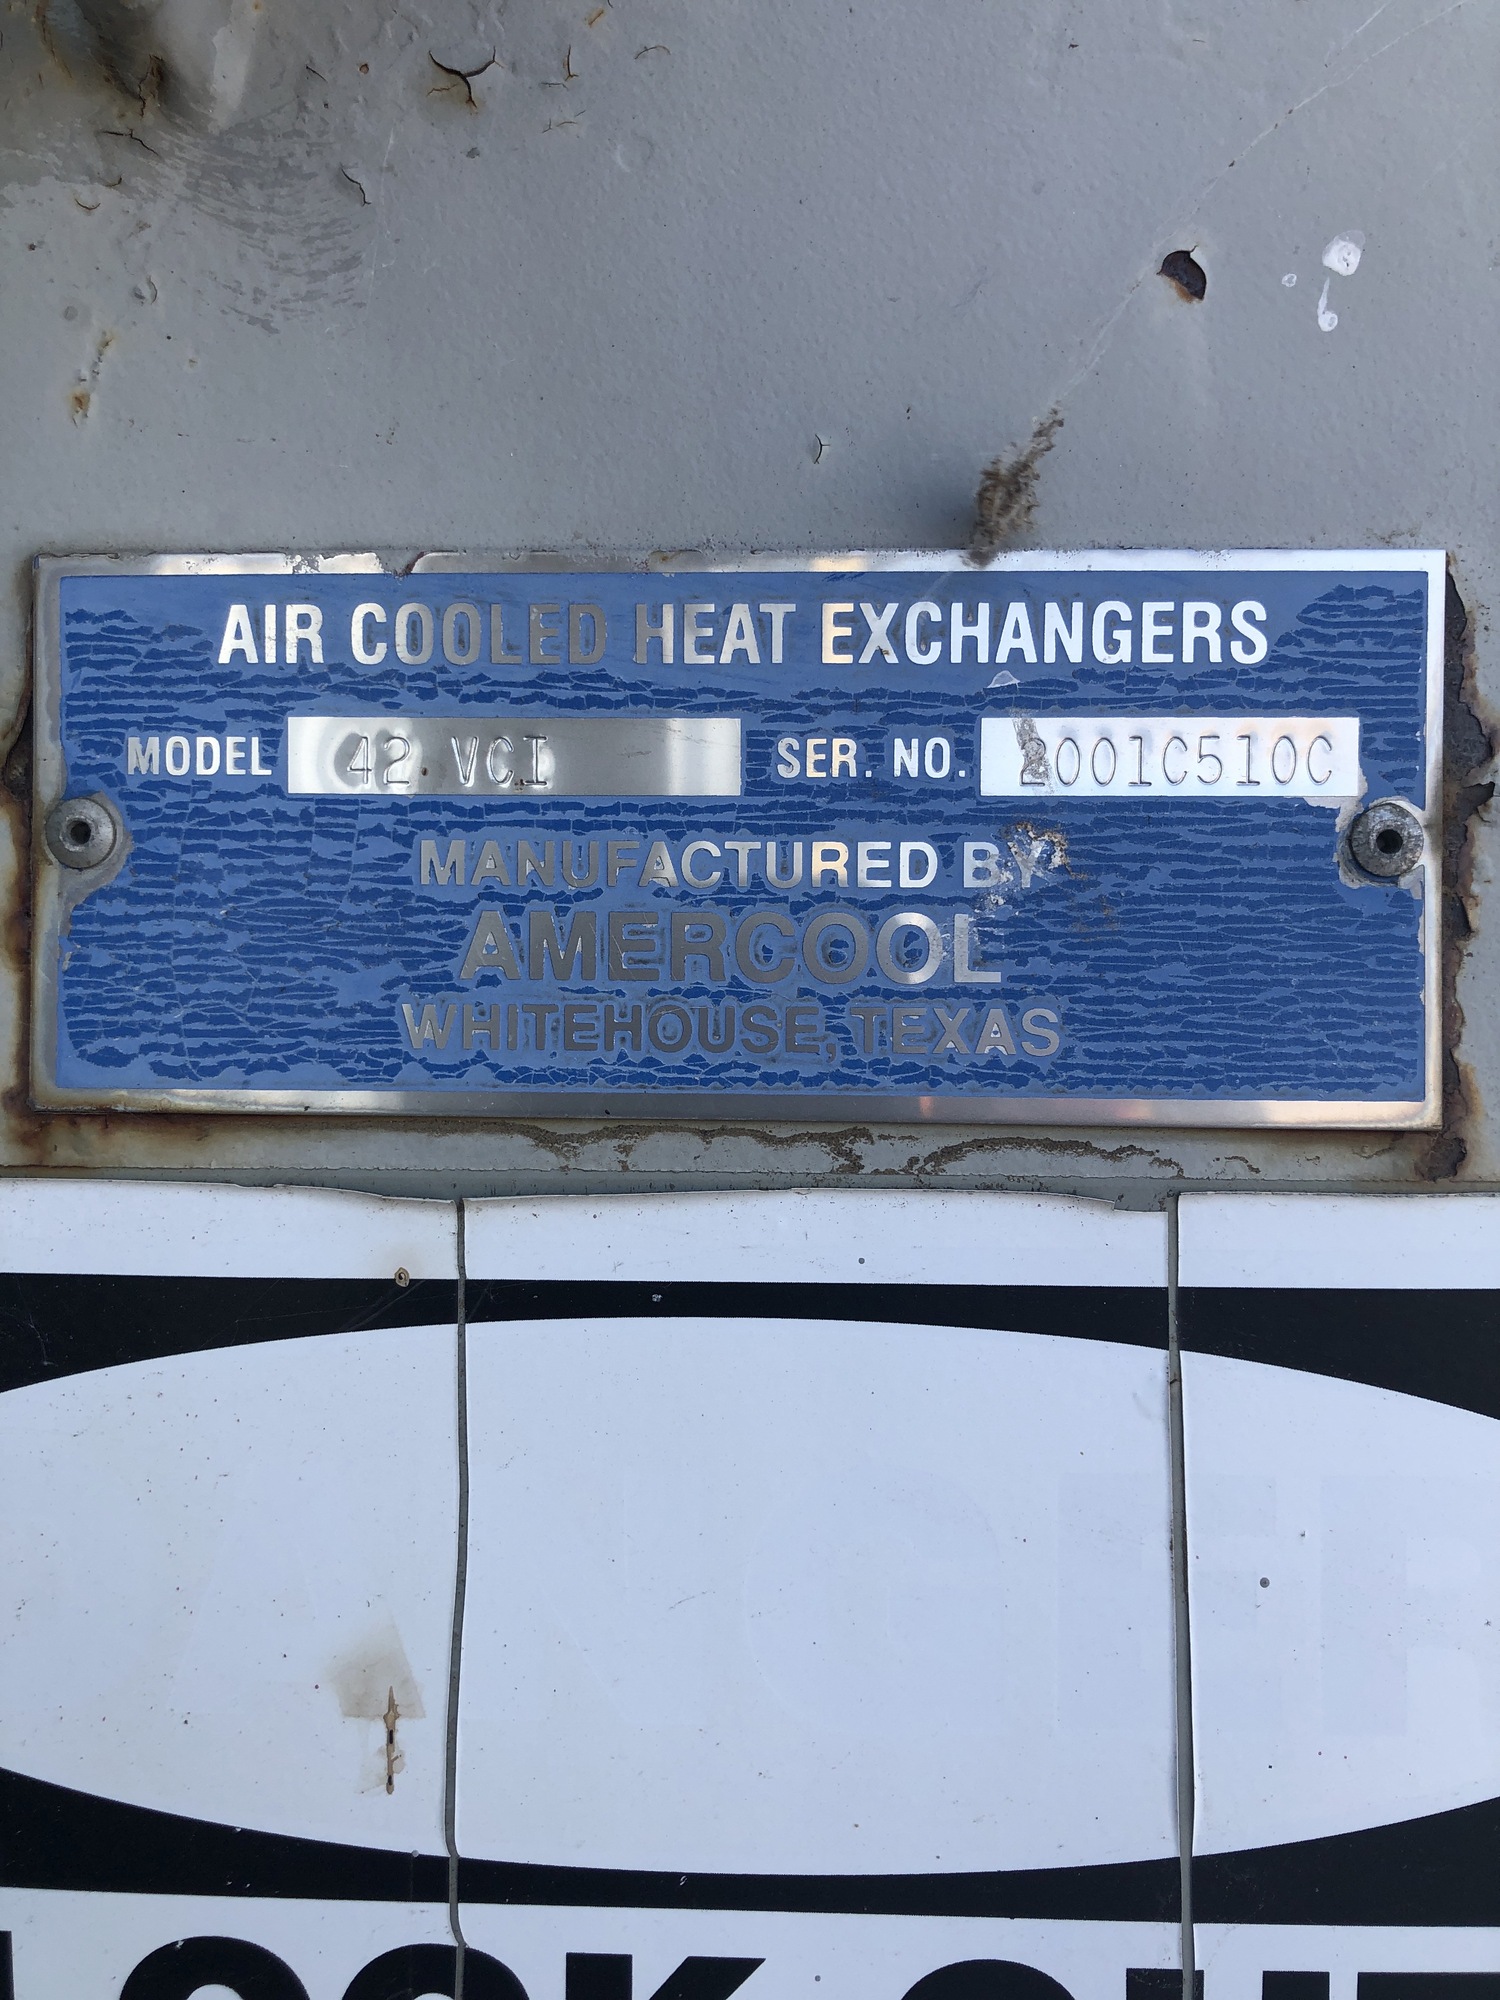 AIR COOLED HEAT EXCHANGERS
MODEL 42 VCI SER. NO. 2001C510C
MANUFACTURED BY
AMERCOOL
WHITEHOUSE, TEXAS